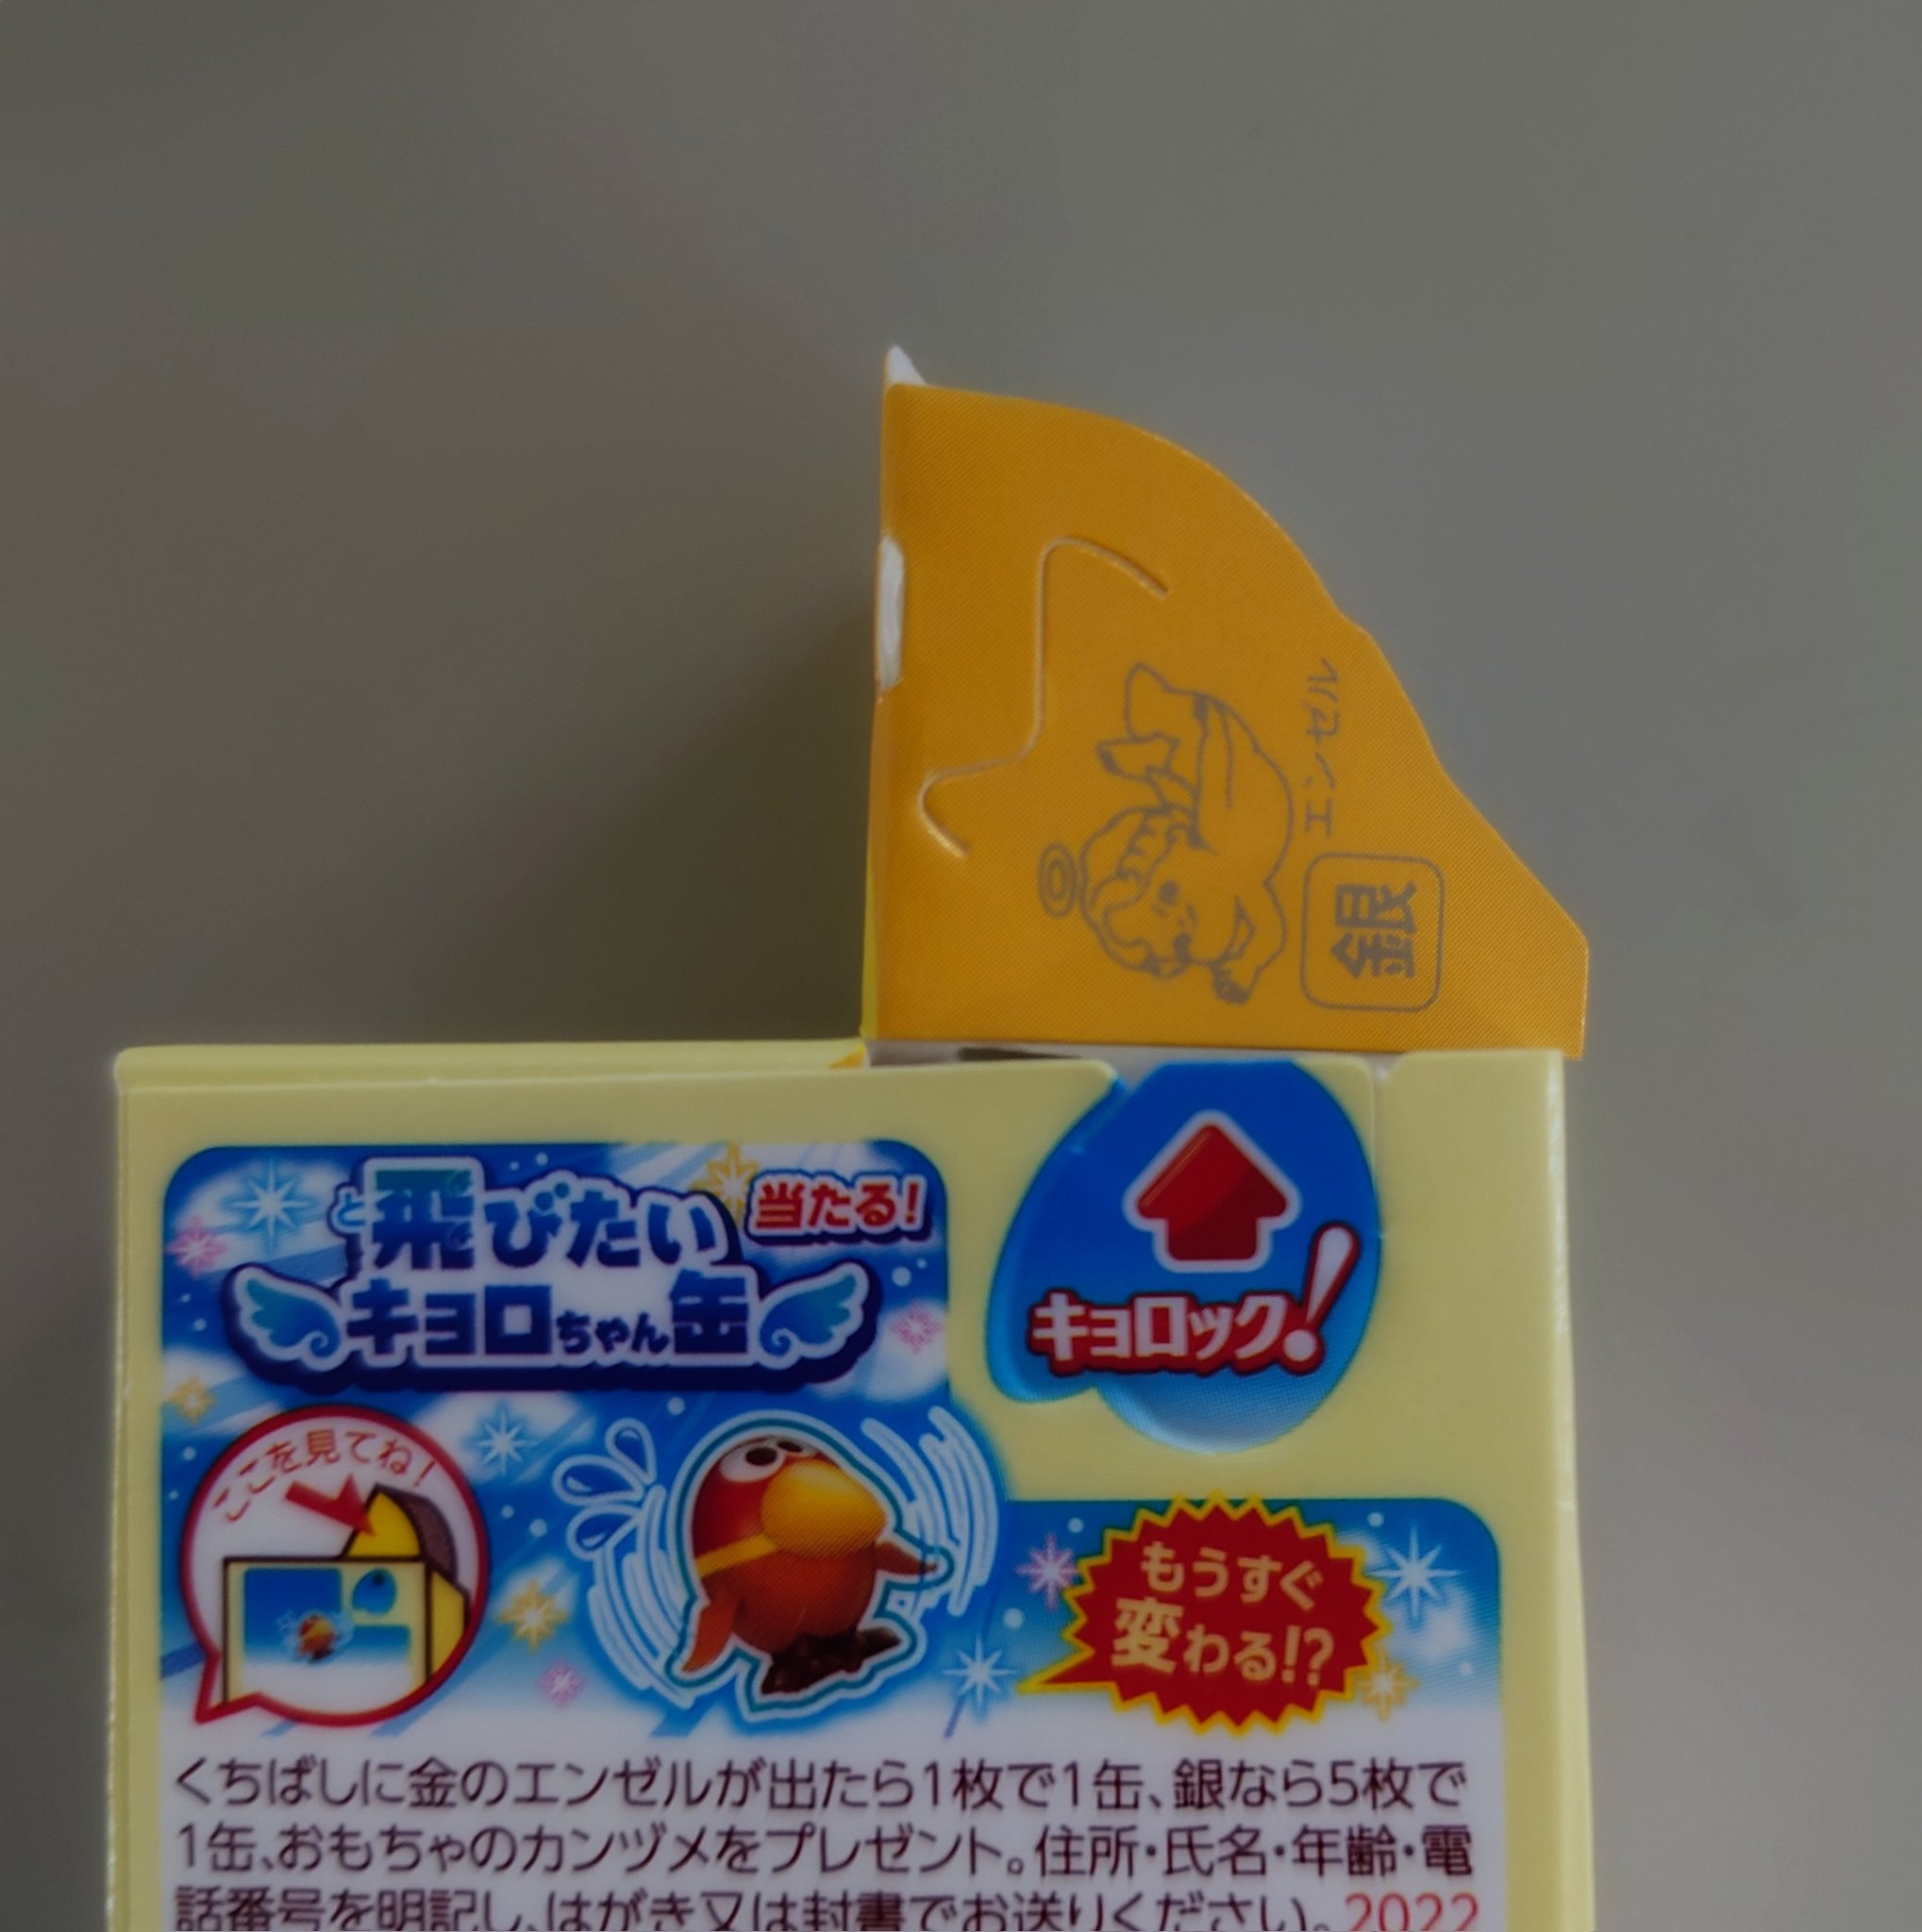 エンゼル
銀
と
飛びたい
当たる!
キョロちゃん缶
キョロック!
ここを見てね!
もうすぐ
変わる!?
くちばしに金のエンゼルが出たら1枚で1缶、銀なら5枚で
1缶、おもちゃのカンヅメをプレゼント。住所・氏名・年齢・電
話番号を明記し、はがき又は封書でお送りください。2022